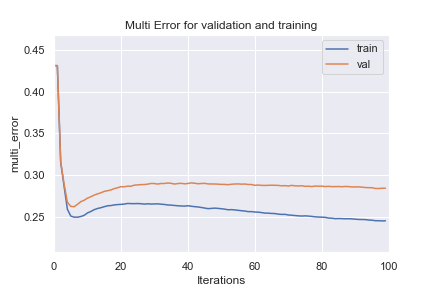 Multi Error for validation and training
train
val
multi_error
0.45
0.40
0.35
0.30
0.25
0 20 40 60 80 100
Iterations